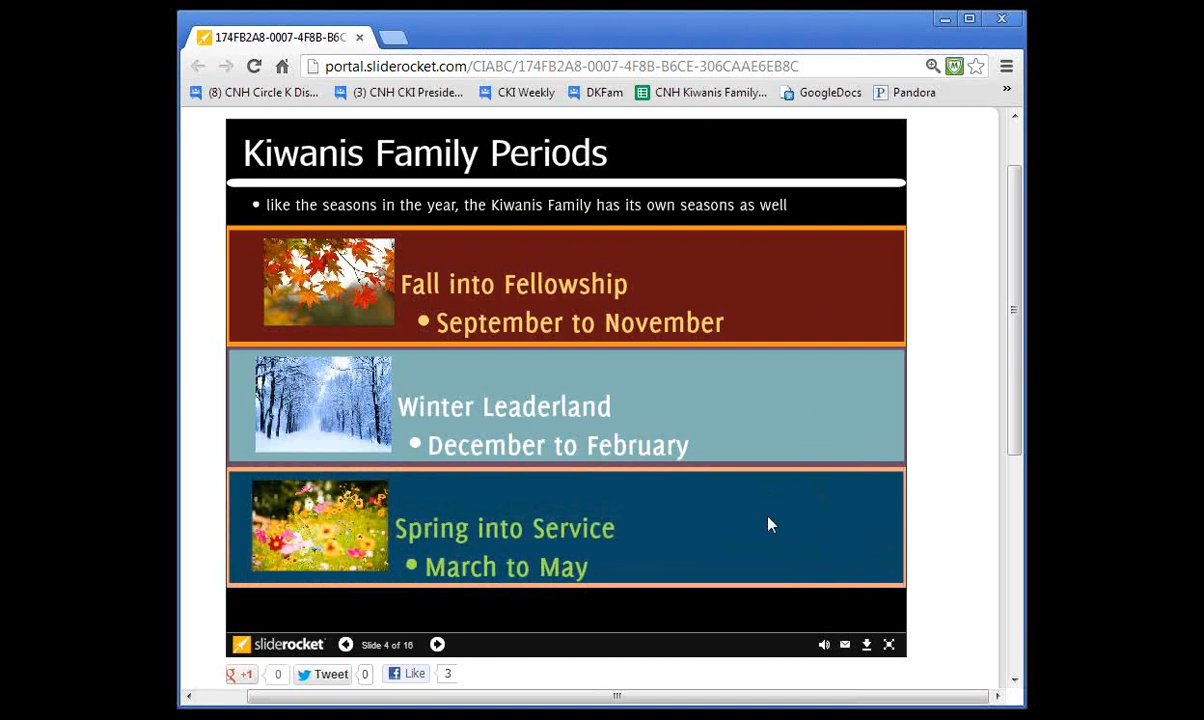 174FB2A8-0007-4F8B-B6C
portal.sliderocket.com/CIABC/174FB2A8-0007-4F8B-B6CE-306CAAE6EB8C
(8) CNH Circle K Dis...
(3) CNH CKI Preside...
CKI Weekly
DKFam
CNH Kiwanis Family...
GoogleDocs
P Pandora
»
Kiwanis Family Periods
• like the seasons in the year, the Kiwanis Family has its own seasons as well
Fall into Fellowship
• September to November
Winter Leaderland
• December to February
Spring into Service
• March to May
sliderocket
Slide 4 of 16
g +1
0
Tweet
0
Like
3